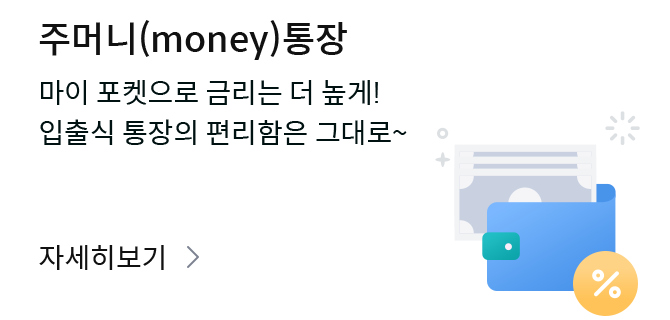 주머니(money)통장
마이 포켓으로 금리는 더 높게!
입출식 통장의 편리함은 그대로~
자세히보기
%